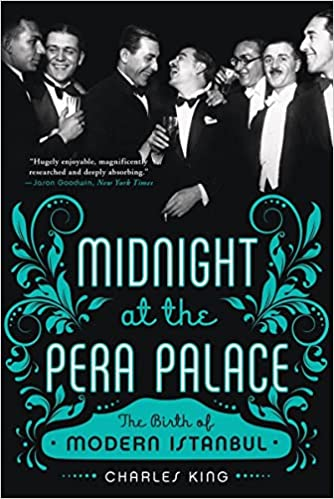 "Hugely enjoyable, magnificently
researched and deeply absorbing."
—Jason Goodwin, New York Times
MIDNIGHT
at the
PERA PALACE
The Birth of
• MODERN ISTANBUL •
CHARLES KING